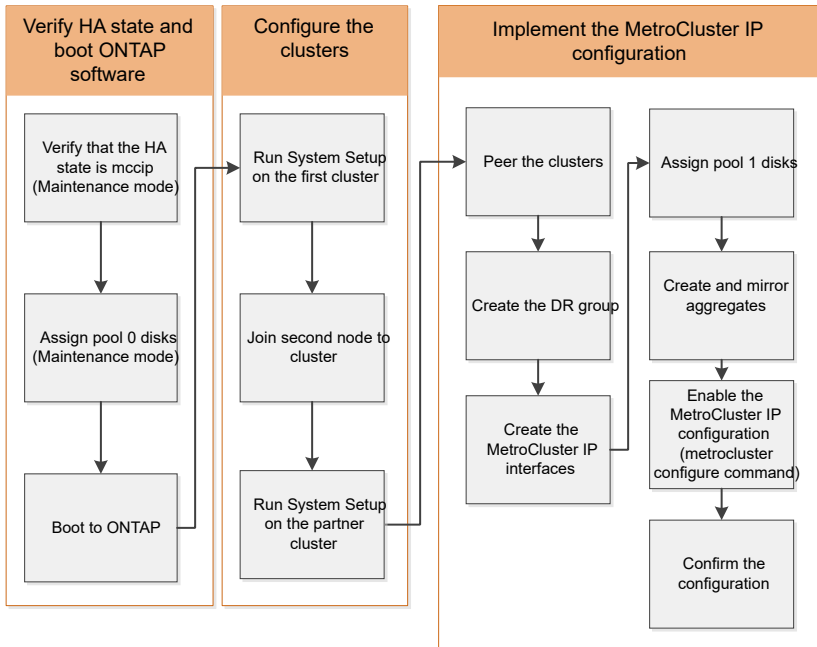 Verify HA state and
boot ONTAP
software
Verify that the HA
state is mccip
(Maintenance mode)
Assign pool 0 disks
(Maintenance mode)
Boot to ONTAP
Configure the
clusters
Run System Setup
on the first cluster
Join second node to
cluster
Run System Setup
on the partner
cluster
Implement the MetroCluster IP
configuration
Peer the clusters
Create the DR group
Create the
MetroCluster IP
interfaces
Assign pool 1 disks
Create and mirror
aggregates
Enable the
MetroCluster IP
configuration
(metrocluster
configure command)
Confirm the
configuration